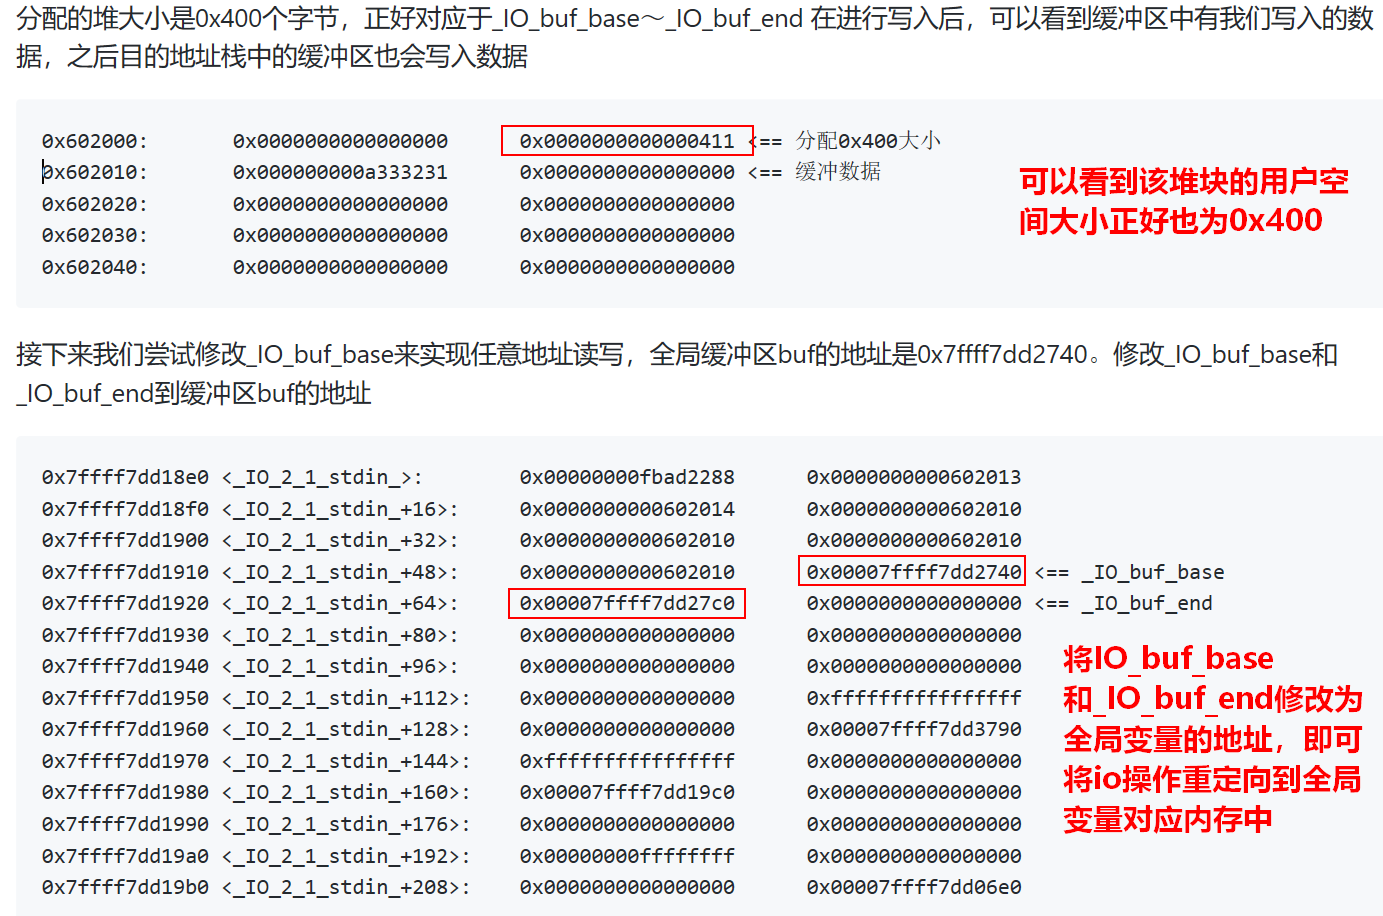 分配的堆大小是0x400个字节，正好对应于_IO_buf_base～_IO_buf_end 在进行写入后，可以看到缓冲区中有我们写入的数
据，之后目的地址栈中的缓冲区也会写入数据
0x602000: 0x0000000000000000 0x0000000000000411 <== 分配0x400大小
0x602010: 0x000000000a333231 0x0000000000000000 <== 缓冲数据
0x602020: 0x0000000000000000 0x0000000000000000
0x602030: 0x0000000000000000 0x0000000000000000
0x602040: 0x0000000000000000 0x0000000000000000
可以看到该堆块的用户空
间大小正好也为0x400
接下来我们尝试修改_IO_buf_base来实现任意地址读写，全局缓冲区buf的地址是0x7ffff7dd2740。修改_IO_buf_base和
_IO_buf_end到缓冲区buf的地址
0x7ffff7dd18e0 <_IO_2_1_stdin_>: 0x00000000fbad2288 0x0000000000602013
0x7ffff7dd18f0 <_IO_2_1_stdin_+16>: 0x0000000000602014 0x0000000000602010
0x7ffff7dd1900 <_IO_2_1_stdin_+32>: 0x0000000000602010 0x0000000000602010
0x7ffff7dd1910 <_IO_2_1_stdin_+48>: 0x0000000000602010 0x00007ffff7dd2740 <== _IO_buf_base
0x7ffff7dd1920 <_IO_2_1_stdin_+64>: 0x00007ffff7dd27c0 0x0000000000000000 <== _IO_buf_end
0x7ffff7dd1930 <_IO_2_1_stdin_+80>: 0x0000000000000000 0x0000000000000000
0x7ffff7dd1940 <_IO_2_1_stdin_+96>: 0x0000000000000000 0x0000000000000000
0x7ffff7dd1950 <_IO_2_1_stdin_+112>: 0x0000000000000000 0xffffffffffffffff
0x7ffff7dd1960 <_IO_2_1_stdin_+128>: 0x0000000000000000 0x00007ffff7dd3790
0x7ffff7dd1970 <_IO_2_1_stdin_+144>: 0xffffffffffffffff 0x0000000000000000
0x7ffff7dd1980 <_IO_2_1_stdin_+160>: 0x00007ffff7dd19c0 0x0000000000000000
0x7ffff7dd1990 <_IO_2_1_stdin_+176>: 0x0000000000000000 0x0000000000000000
0x7ffff7dd19a0 <_IO_2_1_stdin_+192>: 0x00000000ffffffff 0x0000000000000000
0x7ffff7dd19b0 <_IO_2_1_stdin_+208>: 0x0000000000000000 0x00007ffff7dd06e0
将IO_buf_base
和_IO_buf_end修改为
全局变量的地址，即可
将io操作重定向到全局
变量对应内存中